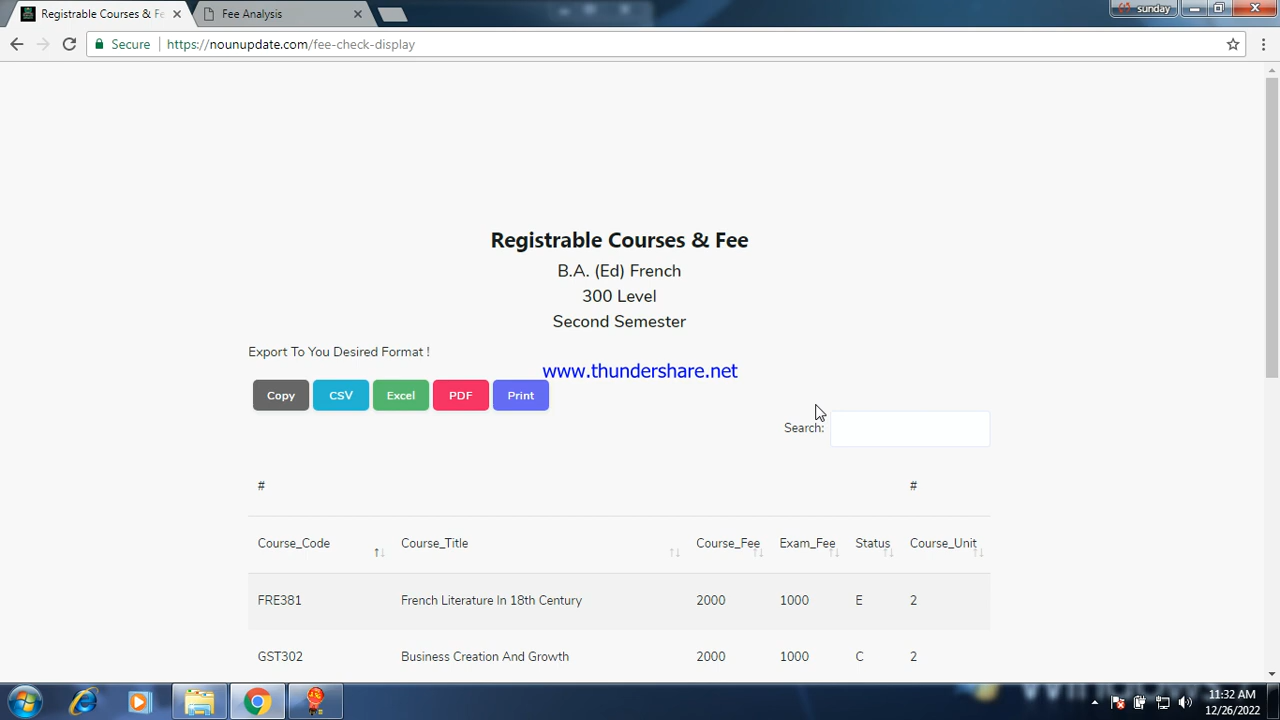 Registrable Courses & Fe
Fee Analysis
sunday
Secure
https://nounupdate.com/fee-check-display
Registrable Courses & Fee
B.A. (Ed) French
300 Level
Second Semester
Export To You Desired Format !
www.thundershare.net
Copy CSV Excel PDF Print
Search:
# #
Course_Code Course_Title Course_Fee Exam_Fee Status Course_Unit
FRE381 French Literature In 18th Century 2000 1000 E 2
GST302 Business Creation And Growth 2000 1000 C 2
11:32 AM
12/26/2022